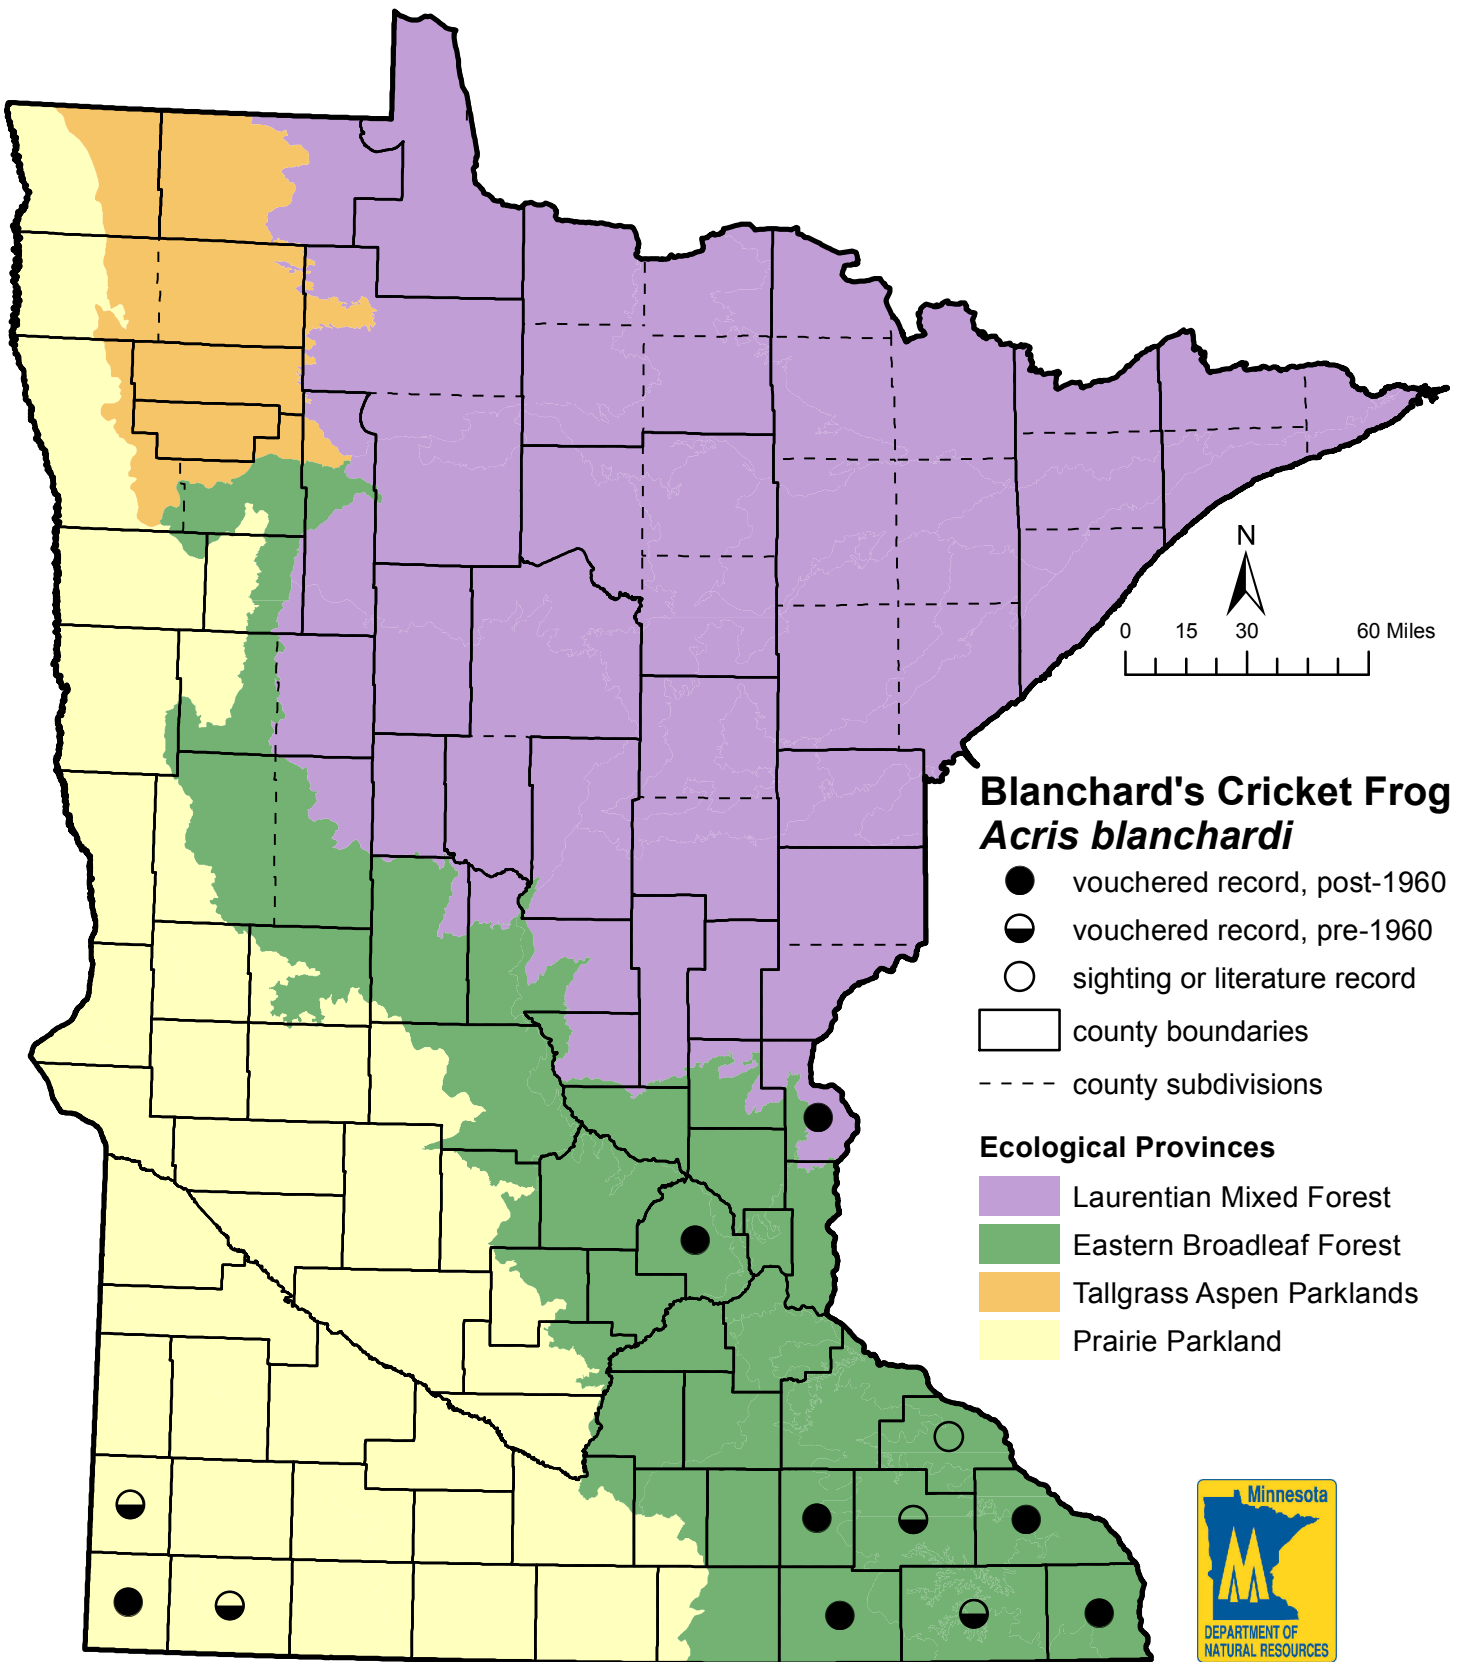 N
0 15 30 60 Miles
Blanchard's Cricket Frog
Acris blanchardi
vouchered record, post-1960
vouchered record, pre-1960
sighting or literature record
county boundaries
county subdivisions
Ecological Provinces
Laurentian Mixed Forest
Eastern Broadleaf Forest
Tallgrass Aspen Parklands
Prairie Parkland
Minnesota
DEPARTMENT OF
NATURAL RESOURCES